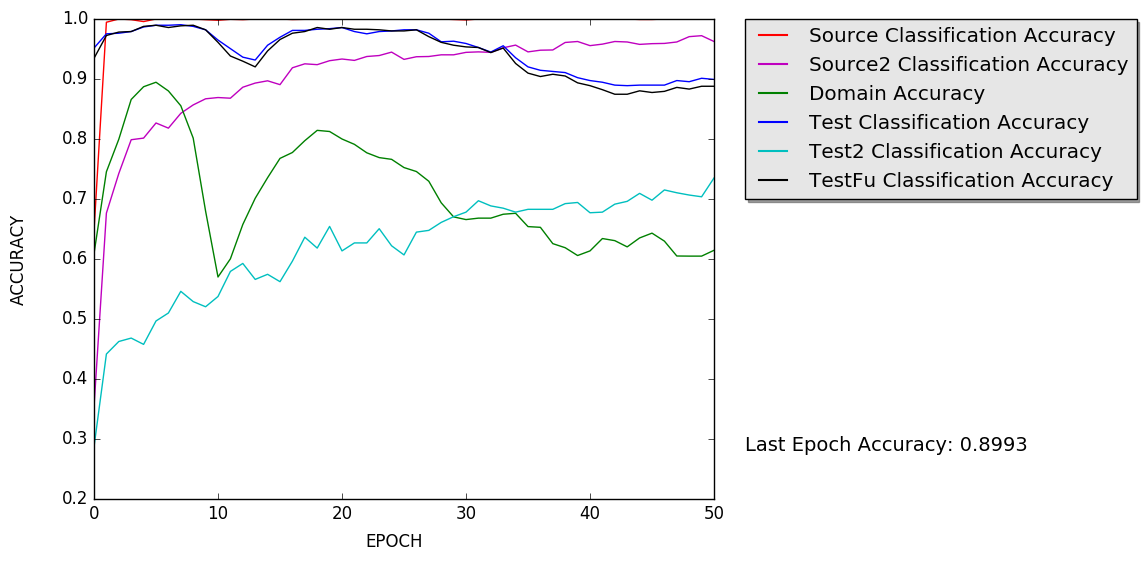 1.0
0.9
0.8
0.7
0.6
0.5
0.4
0.3
0.2
ACCURACY
0 10 20 30 40 50
EPOCH
Source Classification Accuracy
Source2 Classification Accuracy
Domain Accuracy
Test Classification Accuracy
Test2 Classification Accuracy
TestFu Classification Accuracy
Last Epoch Accuracy: 0.8993